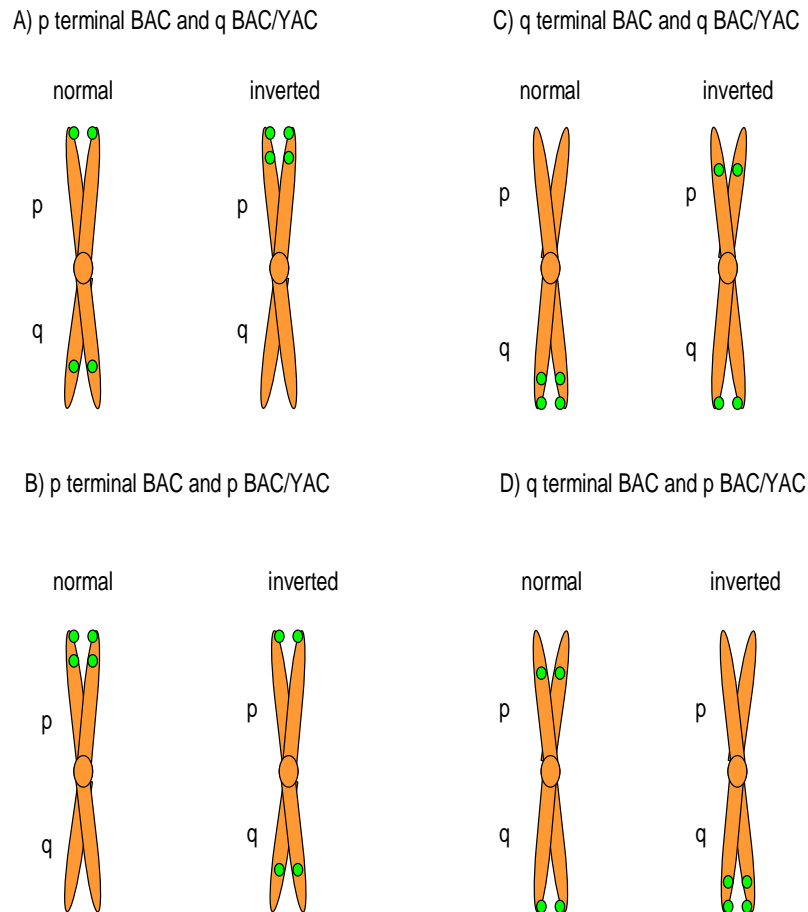 A) p terminal BAC and q BAC/YAC
normal inverted
p p
q q
C) q terminal BAC and q BAC/YAC
normal inverted
p p
q q
B) p terminal BAC and p BAC/YAC
normal inverted
p p
q q
D) q terminal BAC and p BAC/YAC
normal inverted
p p
q q